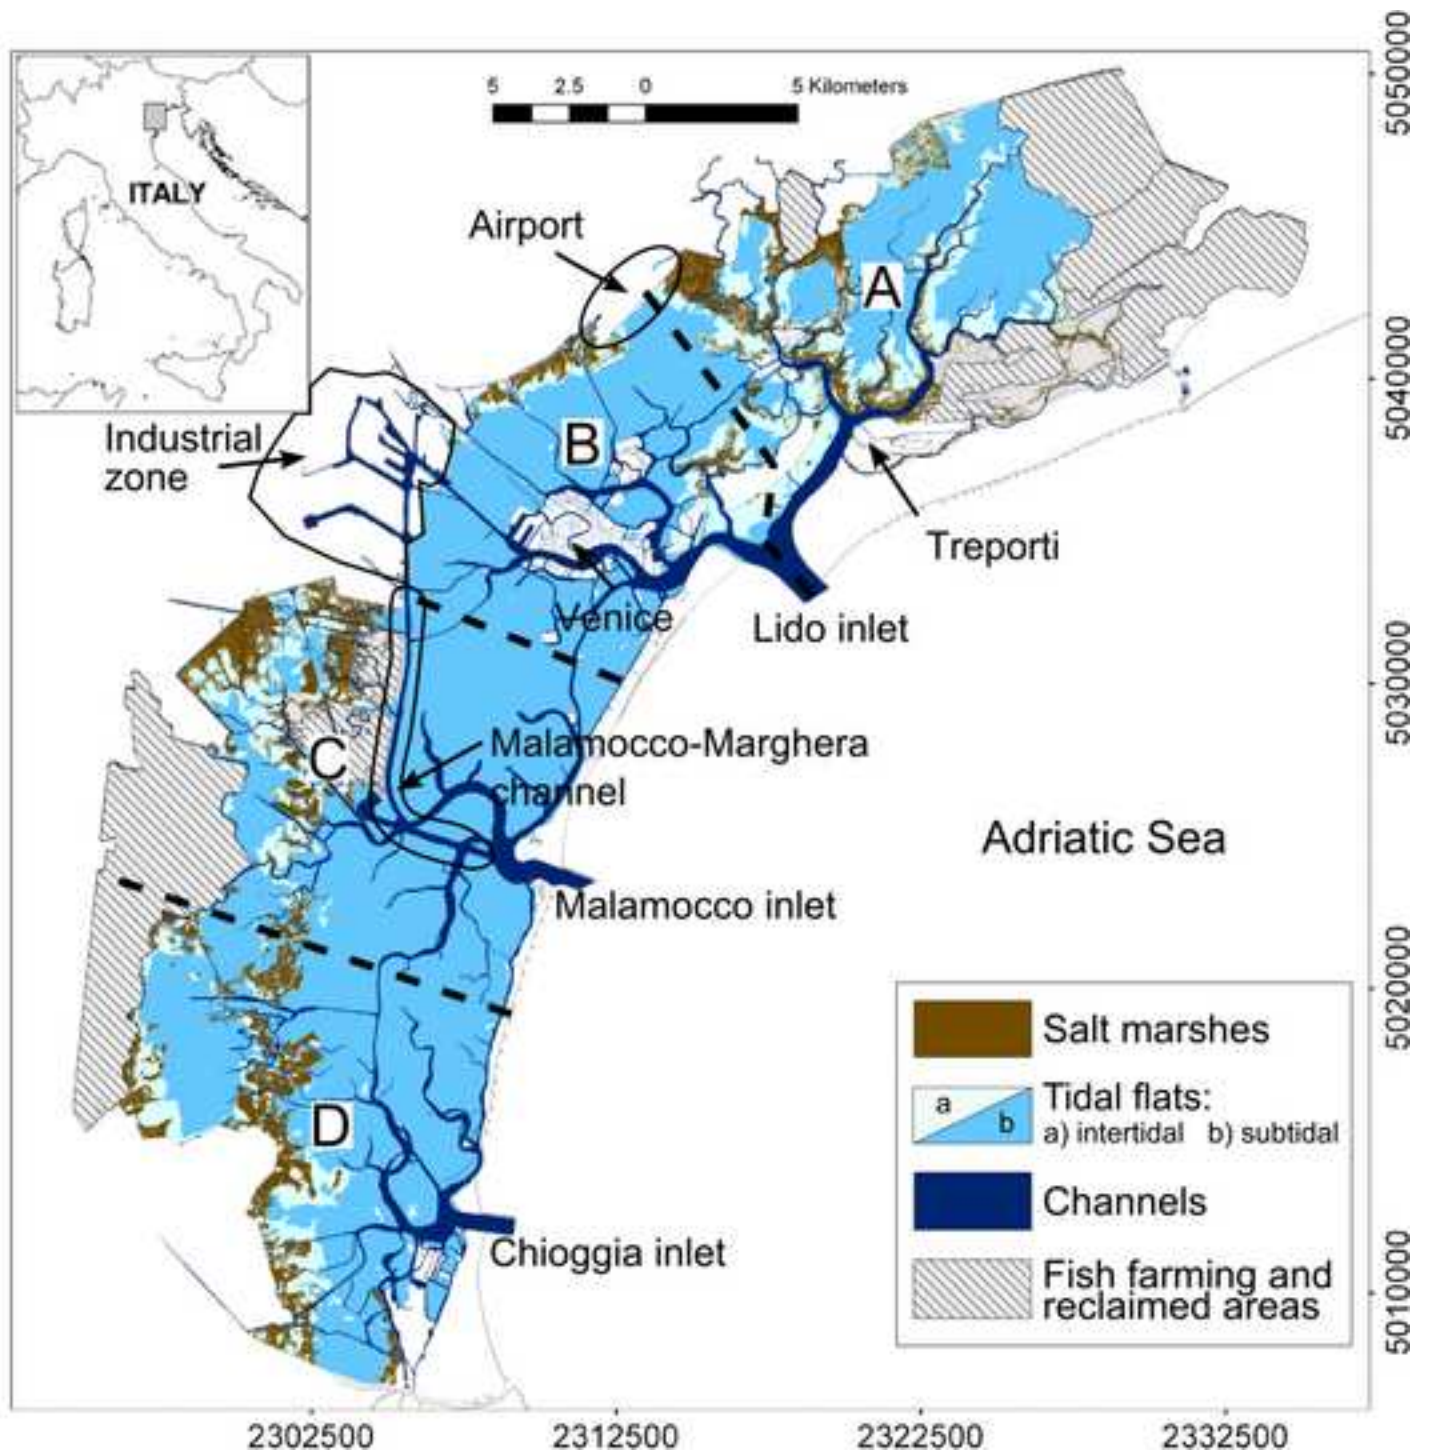 5 2.5 0 5 Kilometers
5050000
ITALY
Airport
A
5040000
Industrial
zone
B
Treporti
Venice
Lido inlet
5030000
C
Malamocco-Marghera
channel
Adriatic Sea
Malamocco inlet
5020000
Salt marshes
a
b
Tidal flats:
a) intertidal b) subtidal
D
Channels
Chioggia inlet
Fish farming and
reclaimed areas
5010000
2302500 2312500 2322500 2332500